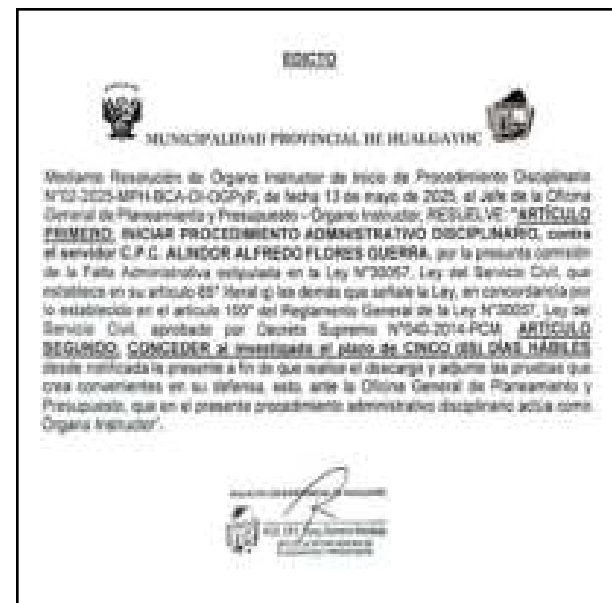 EDICTO
MUNICIPALIDAD PROVINCIAL DE HUALGAYOC
Mediante Resolución de Órgano Instructor de Inicio de Procedimiento Disciplinario
N°02-2025-MPH-BCA-OI-OGPyP, de fecha 13 de mayo de 2025, el Jefe de la Oficina
General de Planeamiento y Presupuesto - Órgano Instructor, RESUELVE: "ARTÍCULO
PRIMERO: INICIAR PROCEDIMIENTO ADMINISTRATIVO DISCIPLINARIO, contra
el servidor C.P.C. ALINDOR ALFREDO FLORES GUERRA, por la presunta comisión
de la Falta Administrativa estipulada en la Ley N°30057, Ley del Servicio Civil, que
establece en su artículo 85° literal q) las demás que señale la Ley, en concordancia por
lo establecido en el artículo 100° del Reglamento General de la Ley N°30057, Ley del
Servicio Civil, aprobado por Decreto Supremo N°040-2014-PCM. ARTÍCULO
SEGUNDO: CONCEDER al investigado el plazo de CINCO (05) DÍAS HÁBILES
desde notificada la presente a fin de que realice el descargo y adjunte las pruebas que
crea convenientes en su defensa, esto, ante la Oficina General de Planeamiento y
Presupuesto, que en el presente procedimiento administrativo disciplinario actúa como
Órgano Instructor".